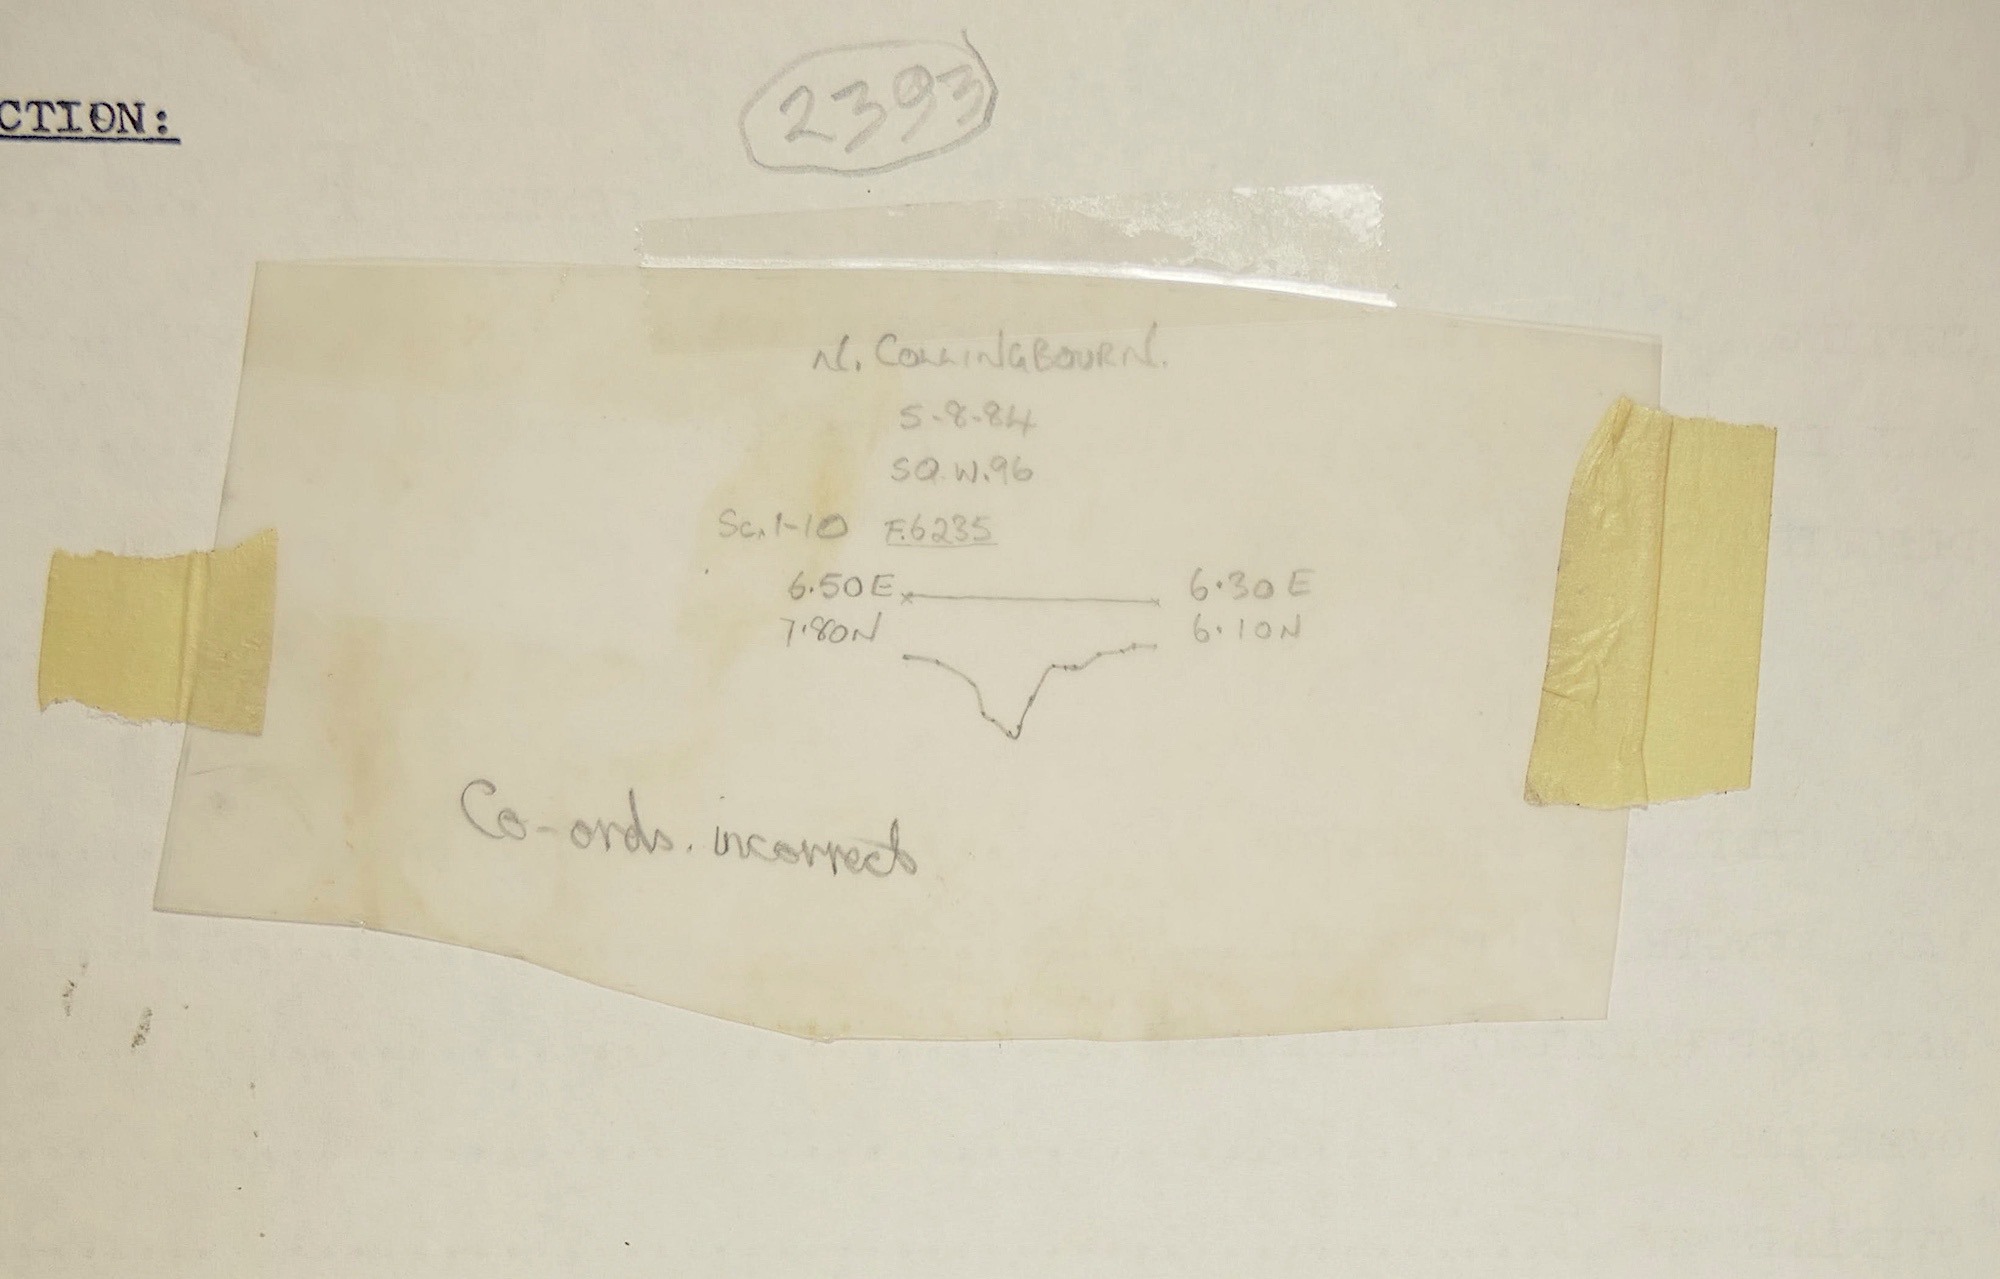 CTION:
2393
N. COLLINGBOURN.
5-8-84
SQ.W.96
Sc.1-10 F.6235
6.50E 6.30E
7.80N 6.10N
Co-ords. incorrect